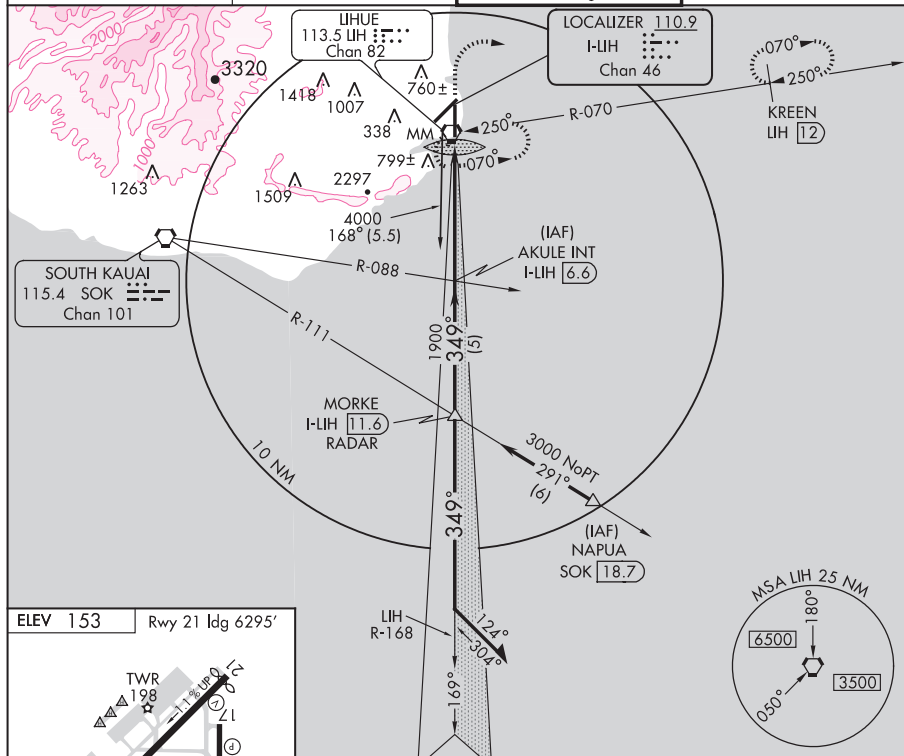 LIHUE
113.5 LIH
Chan 82
LOCALIZER 110.9
I-LIH
Chan 46
070°
250°
KREEN
LIH 12
R-070
250°
070°
MM
2000
3320
1418
1007
760±
338
799±
1263
1509
2297
4000
168° (5.5)
(IAF)
AKULE INT
I-LIH 6.6
SOUTH KAUAI
115.4 SOK
Chan 101
R-088
R-111
1900
349°
(5)
MORKE
I-LIH 11.6
RADAR
10 NM
3000 NoPT
291°
(6)
(IAF)
NAPUA
SOK 18.7
349°
LIH
R-168
124°
304°
169°
MSA LIH 25 NM
180°
6500
3500
050°
ELEV 153
Rwy 21 ldg 6295'
TWR
198
1.1% UP
21
V
17
P